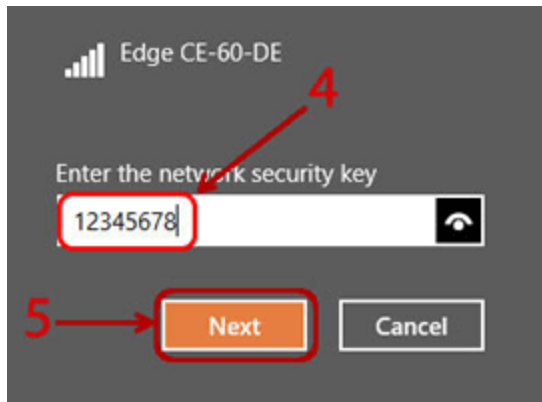 Edge CE-60-DE
4
Enter the network security key
12345678
5
Next
Cancel